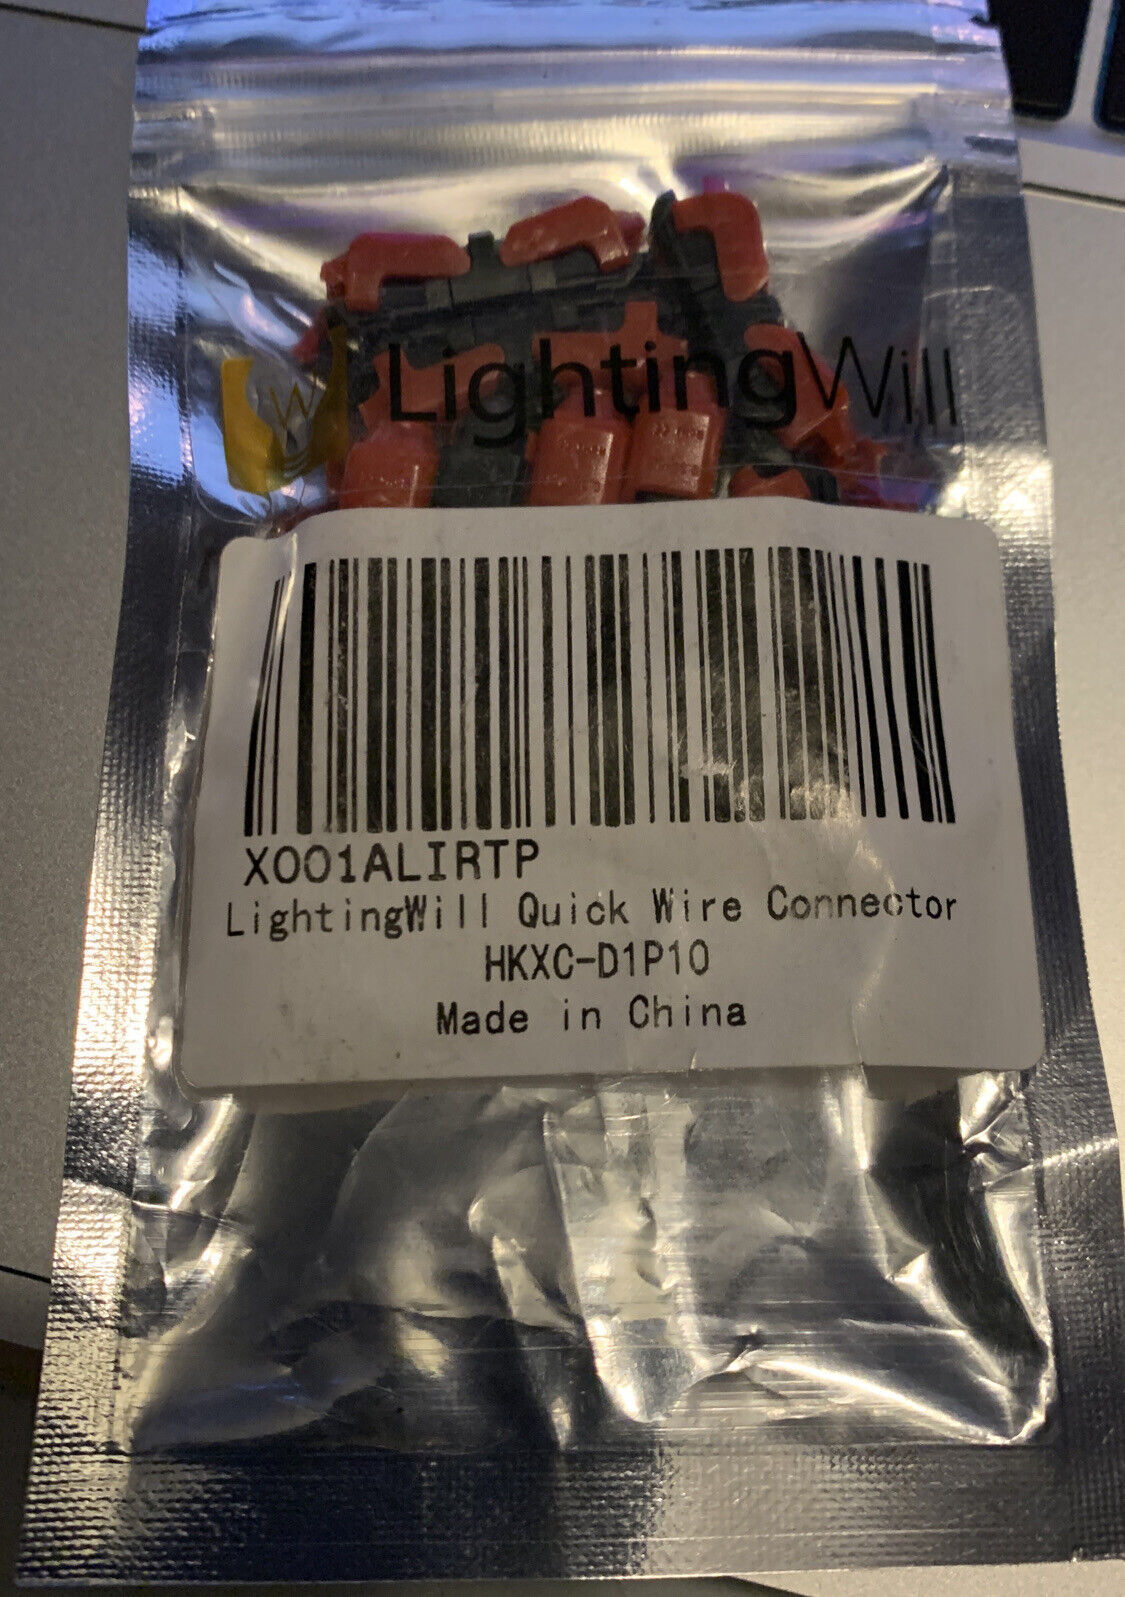 W LightingWill
X001ALIRTP
LightingWill Quick Wire Connector
HKXC-D1P10
Made in China